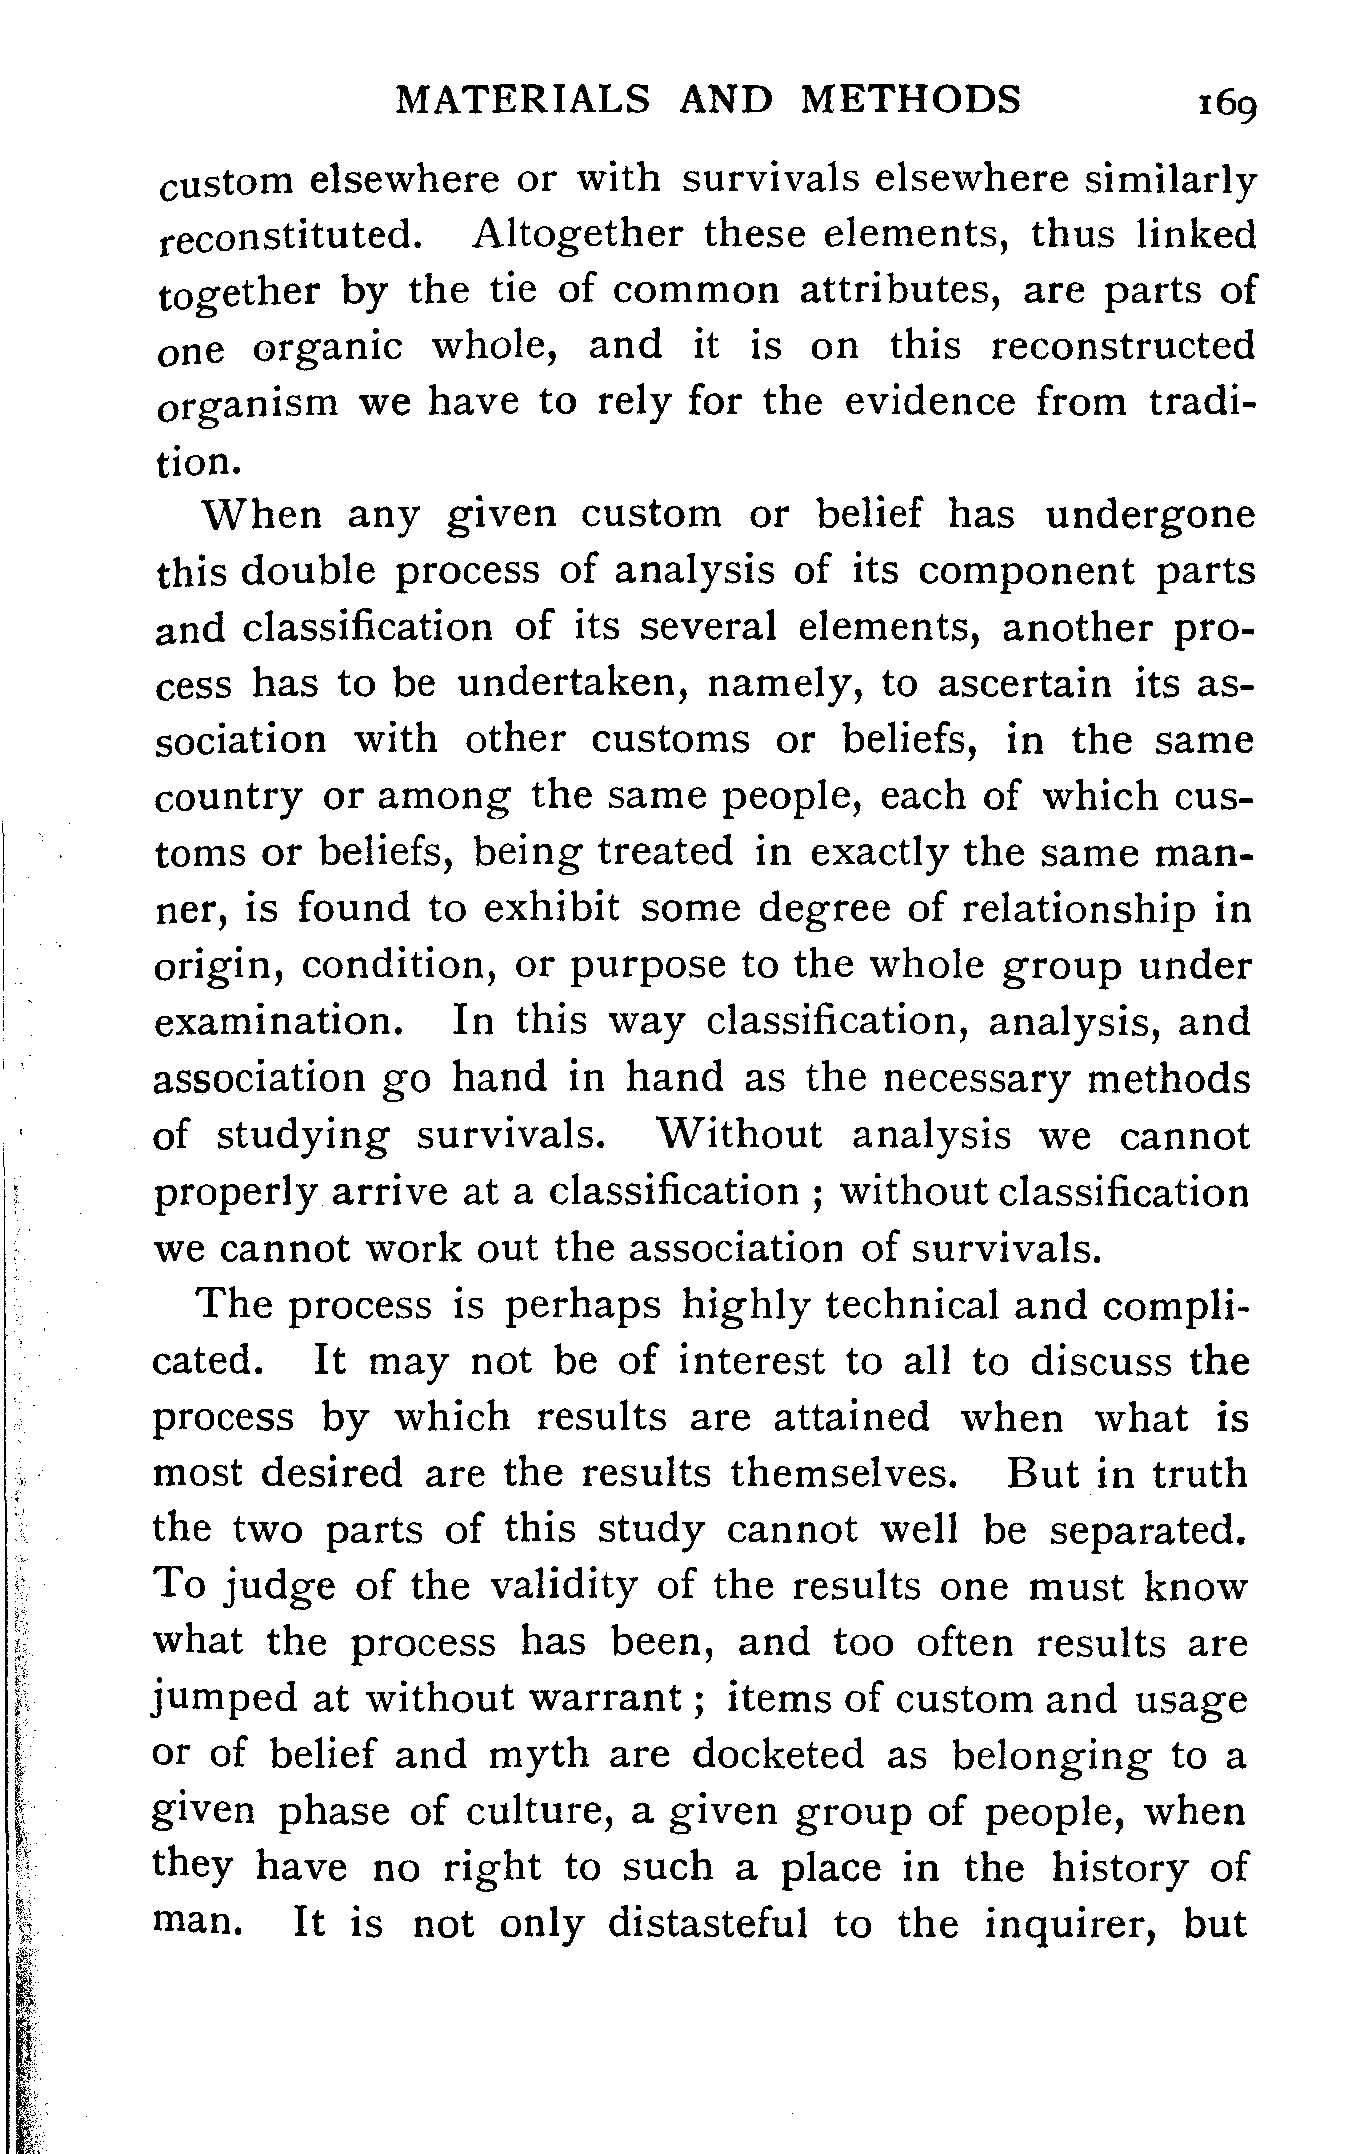 MATERIALS AND METHODS 169
custom elsewhere or with survivals elsewhere similarly
reconstituted. Altogether these elements, thus linked
together by the tie of common attributes, are parts of
one organic whole, and it is on this reconstructed
organism we have to rely for the evidence from tradi-
tion.
When any given custom or belief has undergone
this double process of analysis of its component parts
and classification of its several elements, another pro-
cess has to be undertaken, namely, to ascertain its as-
sociation with other customs or beliefs, in the same
country or among the same people, each of which cus-
toms or beliefs, being treated in exactly the same man-
ner, is found to exhibit some degree of relationship in
origin, condition, or purpose to the whole group under
examination. In this way classification, analysis, and
association go hand in hand as the necessary methods
of studying survivals. Without analysis we cannot
properly arrive at a classification ; without classification
we cannot work out the association of survivals.
The process is perhaps highly technical and compli-
cated. It may not be of interest to all to discuss the
process by which results are attained when what is
most desired are the results themselves. But in truth
the two parts of this study cannot well be separated.
To judge of the validity of the results one must know
what the process has been, and too often results are
jumped at without warrant ; items of custom and usage
or of belief and myth are docketed as belonging to a
given phase of culture, a given group of people, when
they have no right to such a place in the history of
man. It is not only distasteful to the inquirer, but